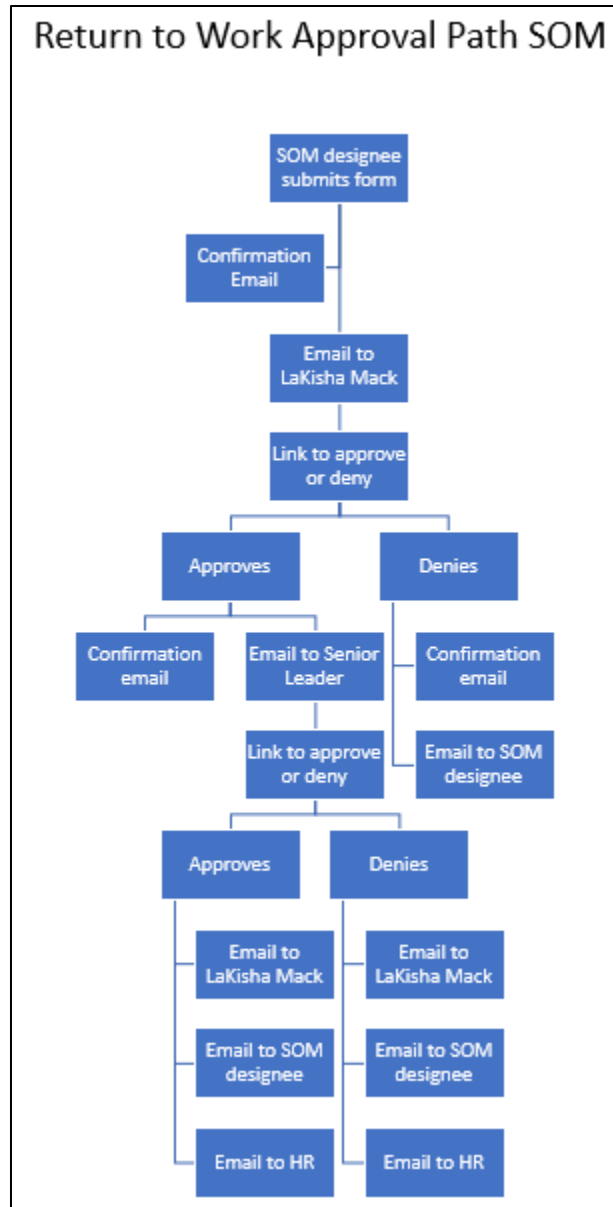 Return to Work Approval Path SOM
SOM designee
submits form
Confirmation
Email
Email to
LaKisha Mack
Link to approve
or deny
Approves
Denies
Confirmation
email
Email to Senior
Leader
Confirmation
email
Link to approve
or deny
Email to SOM
designee
Approves
Denies
Email to
LaKisha Mack
Email to
LaKisha Mack
Email to SOM
designee
Email to SOM
designee
Email to HR
Email to HR